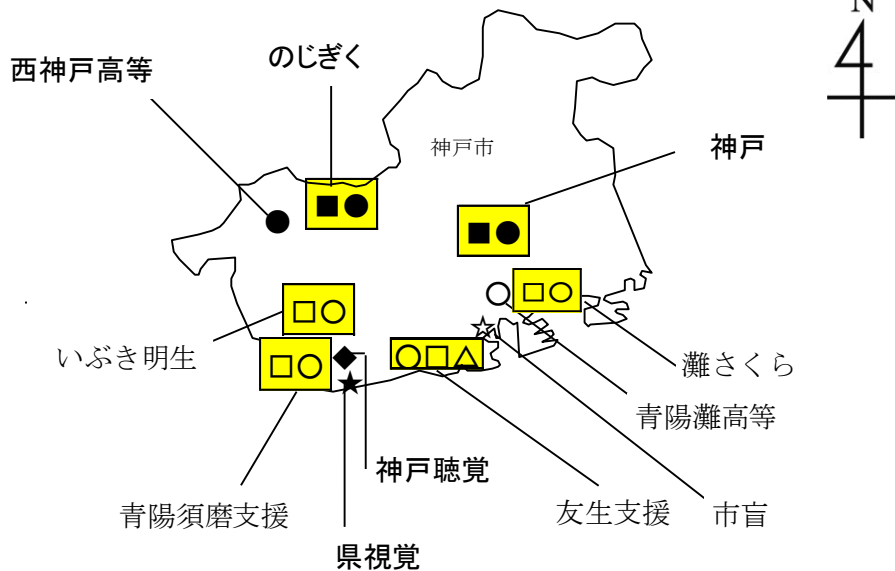 N
西神戸高等
のじぎく
神戸市
神戸
いぶき明生
灘さくら
青陽灘高等
神戸聴覚
青陽須磨支援
友生支援
市盲
県視覚